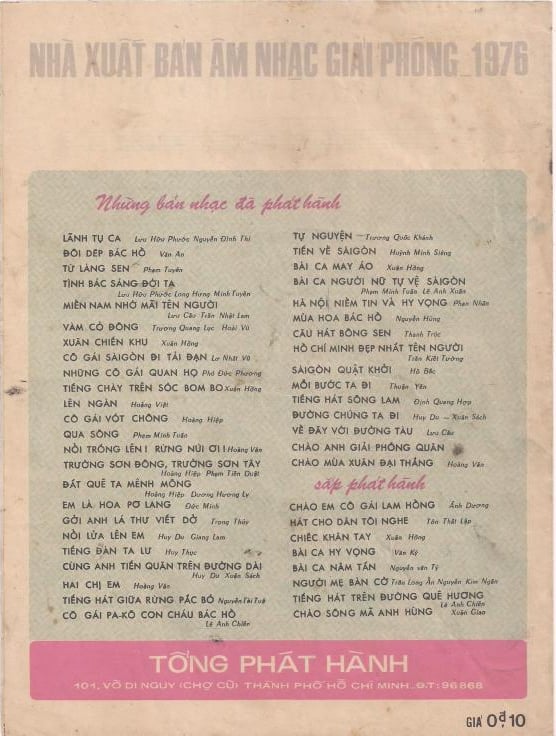 NHÀ XUẤT BẢN ÂM NHẠC GIẢI PHÓNG_1976
Những bản nhạc đã phát hành
LÃNH TỤ CA Lưu Hữu Phước Nguyễn Đình Thi
ĐÔI DÉP BÁC HỒ Văn An
TỪ LÀNG SEN Phạm Tuyên
TÌNH BÁC SÁNG ĐỜI TA
Lưu Hữu Phước Long Hưng Minh Tuyên
MIỀN NAM NHỚ MÃI TÊN NGƯỜI
Lưu Cầu Trần Nhật Lam
VÀM CỎ ĐÔNG Trương Quang Lục Hoài Vũ
XUÂN CHIẾN KHU Xuân Hồng
CÔ GÁI SÀIGÒN ĐI TẢI ĐẠN Lư Nhất Vũ
NHỮNG CÔ GÁI QUAN HỌ Phó Đức Phương
TIẾNG CHÀY TRÊN SÓC BOM BO Xuân Hồng
LÊN NGÀN Hoàng Việt
CÔ GÁI VÓT CHÔNG Hoàng Hiệp
QUA SÔNG Phạm Minh Tuấn
NỔI TRỐNG LÊN ! RỪNG NÚI ƠI ! Hoàng Vân
TRƯỜNG SƠN ĐÔNG, TRƯỜNG SƠN TÂY
Hoàng Hiệp Phạm Tiến Duật
ĐẤT QUÊ TA MÊNH MÔNG
Hoàng Hiệp Dương Hương Ly
EM LÀ HOA PƠ LANG Đức Minh
GỞI ANH LÁ THƯ VIẾT DỞ Trọng Thủy
NỔI LỬA LÊN EM Huy Du Giang Lam
TIẾNG ĐÀN TA LƯ Huy Thục
CÙNG ANH TIẾN QUÂN TRÊN ĐƯỜNG DÀI
Huy Du Xuân Sách
HAI CHỊ EM Hoàng Vân
TIẾNG HÁT GIỮA RỪNG PẮC BÓ Nguyễn Tài Tuệ
CÔ GÁI PA-KÔ CON CHÁU BÁC HỒ
Lê Anh Chiến
TỰ NGUYỆN — Trương Quốc Khánh
TIẾN VỀ SÀIGÒN Huỳnh Minh Siêng
BÀI CA MAY ÁO Xuân Hồng
BÀI CA NGƯỜI NỮ TỰ VỆ SÀIGÒN
Phạm Minh Tuấn Lê Anh Xuân
HÀ NỘI NIỀM TIN VÀ HY VỌNG Phan Nhân
MÙA HOA BÁC HỒ Nguyễn Hùng
CÂU HÁT BÔNG SEN Thanh Trúc
HỒ CHÍ MINH ĐẸP NHẤT TÊN NGƯỜI
Trần Kiết Tường
SÀIGÒN QUẬT KHỞI Hồ Bắc
MỖI BƯỚC TA ĐI Thuận Yến
TIẾNG HÁT SÔNG LAM Đinh Quang Hợp
ĐƯỜNG CHÚNG TA ĐI Huy Du — Xuân Sách
VỀ ĐÂY VỚI ĐƯỜNG TÀU Lưu Cầu
CHÀO ANH GIẢI PHÓNG QUÂN
CHÀO MÙA XUÂN ĐẠI THẮNG Hoàng Vân
sắp phát hành
CHÀO EM CÔ GÁI LAM HỒNG Ánh Dương
HÁT CHO DÂN TÔI NGHE Tôn Thất Lập
CHIẾC KHĂN TAY Xuân Hồng
BÀI CA HY VỌNG Văn Ký
BÀI CA NĂM TẤN Nguyễn văn Tý
NGƯỜI MẸ BÀN CỜ Trần Long Ẩn Nguyễn Kim Ngân
TIẾNG HÁT TRÊN ĐƯỜNG QUÊ HƯƠNG
Lê Anh Chiến
CHÀO SÔNG MÃ ANH HÙNG Xuân Giao
TỔNG PHÁT HÀNH
101, VÕ DI NGUY (CHỢ CŨ) THÀNH PHỐ HỒ CHÍ MINH_ĐT: 96868
GIÁ 0đ,10